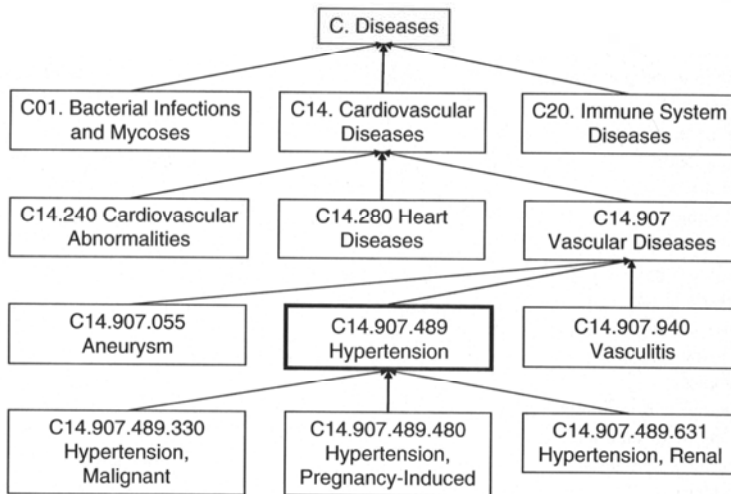 C. Diseases
C01. Bacterial Infections
and Mycoses
C14. Cardiovascular
Diseases
C20. Immune System
Diseases
C14.240 Cardiovascular
Abnormalities
C14.280 Heart
Diseases
C14.907
Vascular Diseases
C14.907.055
Aneurysm
C14.907.489
Hypertension
C14.907.940
Vasculitis
C14.907.489.330
Hypertension,
Malignant
C14.907.489.480
Hypertension,
Pregnancy-Induced
C14.907.489.631
Hypertension, Renal